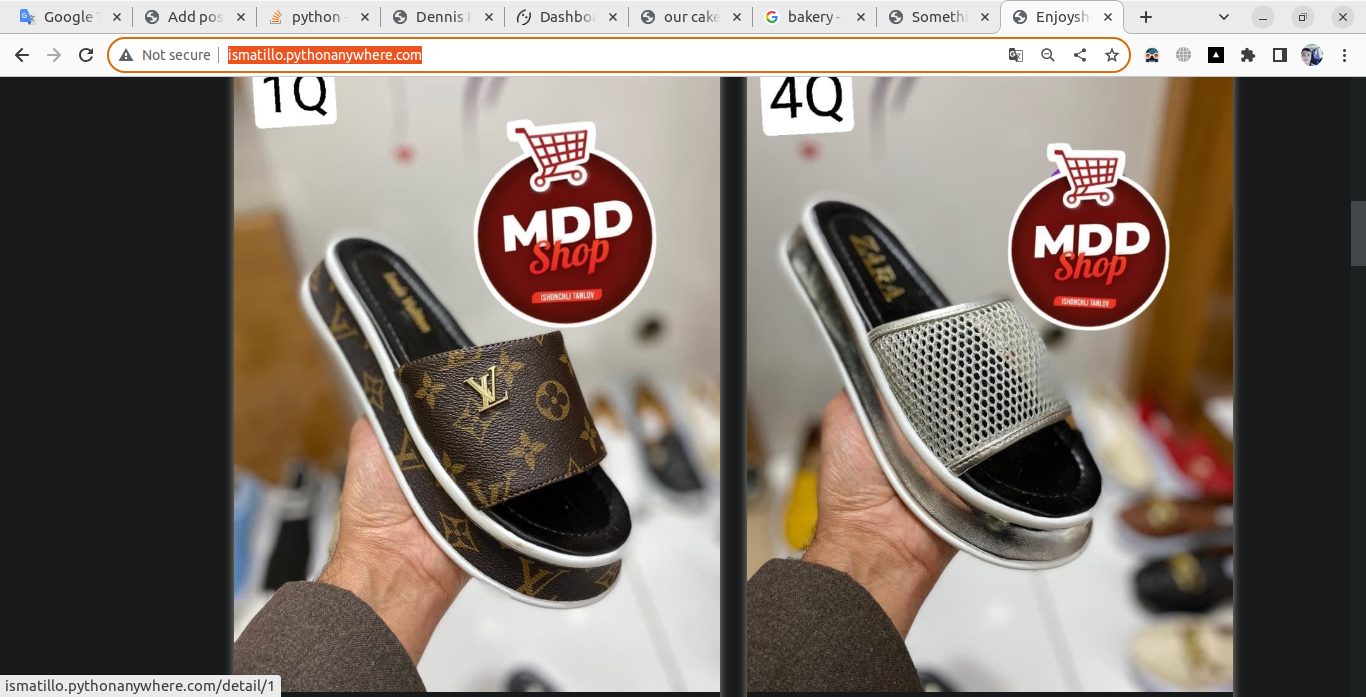 Google T
Add pos
python -
Dennis
Dashbo
our cake
bakery -
Somethi
Enjoysh
Not secure
ismatillo.pythonanywhere.com
1Q
MDD
Shop
ISHONCHLI TANLOV
LV
4Q
MDD
Shop
ISHONCHLI TANLOV
ZARA
ismatillo.pythonanywhere.com/detail/1